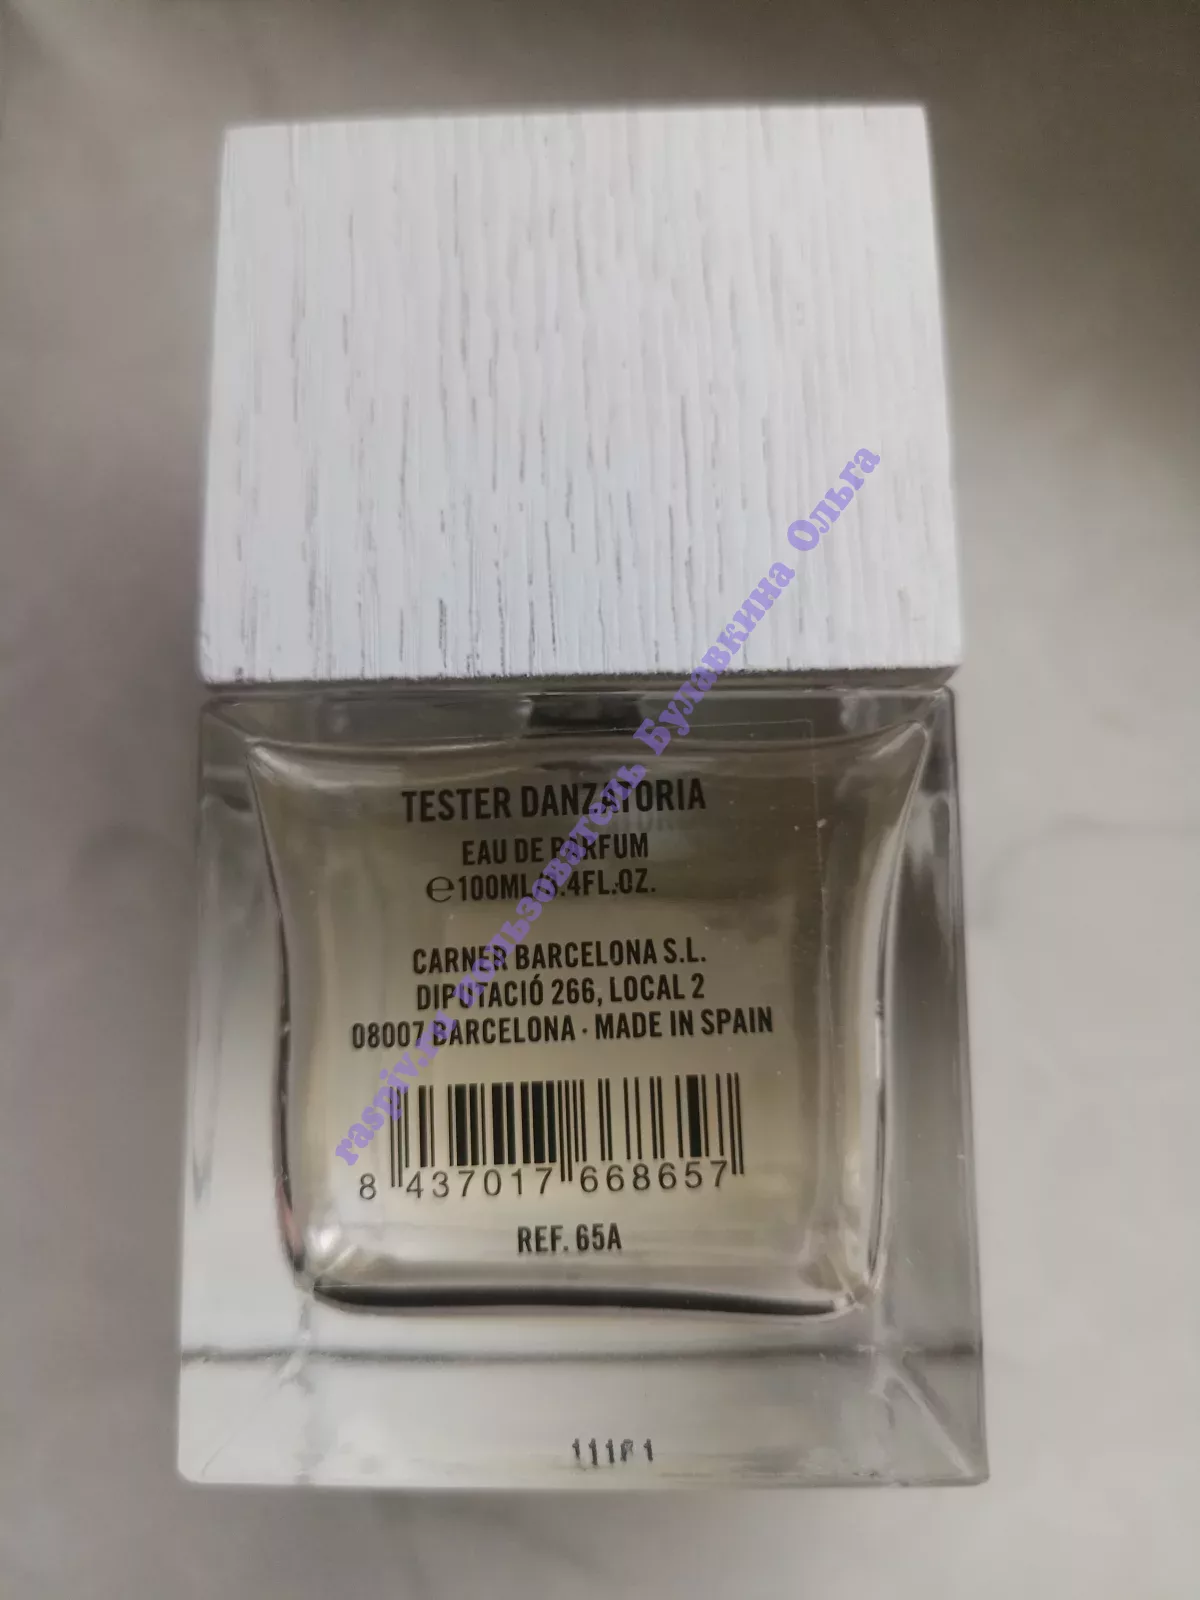 TESTER DANZATORIA
EAU DE PARFUM
℮100ML/3.4FL.OZ.
CARNER BARCELONA S.L.
DIPUTACIÓ 266, LOCAL 2
08007 BARCELONA · MADE IN SPAIN
8 437017 668657
REF. 65A
raspiv.ru пользователь Булавкина Ольга